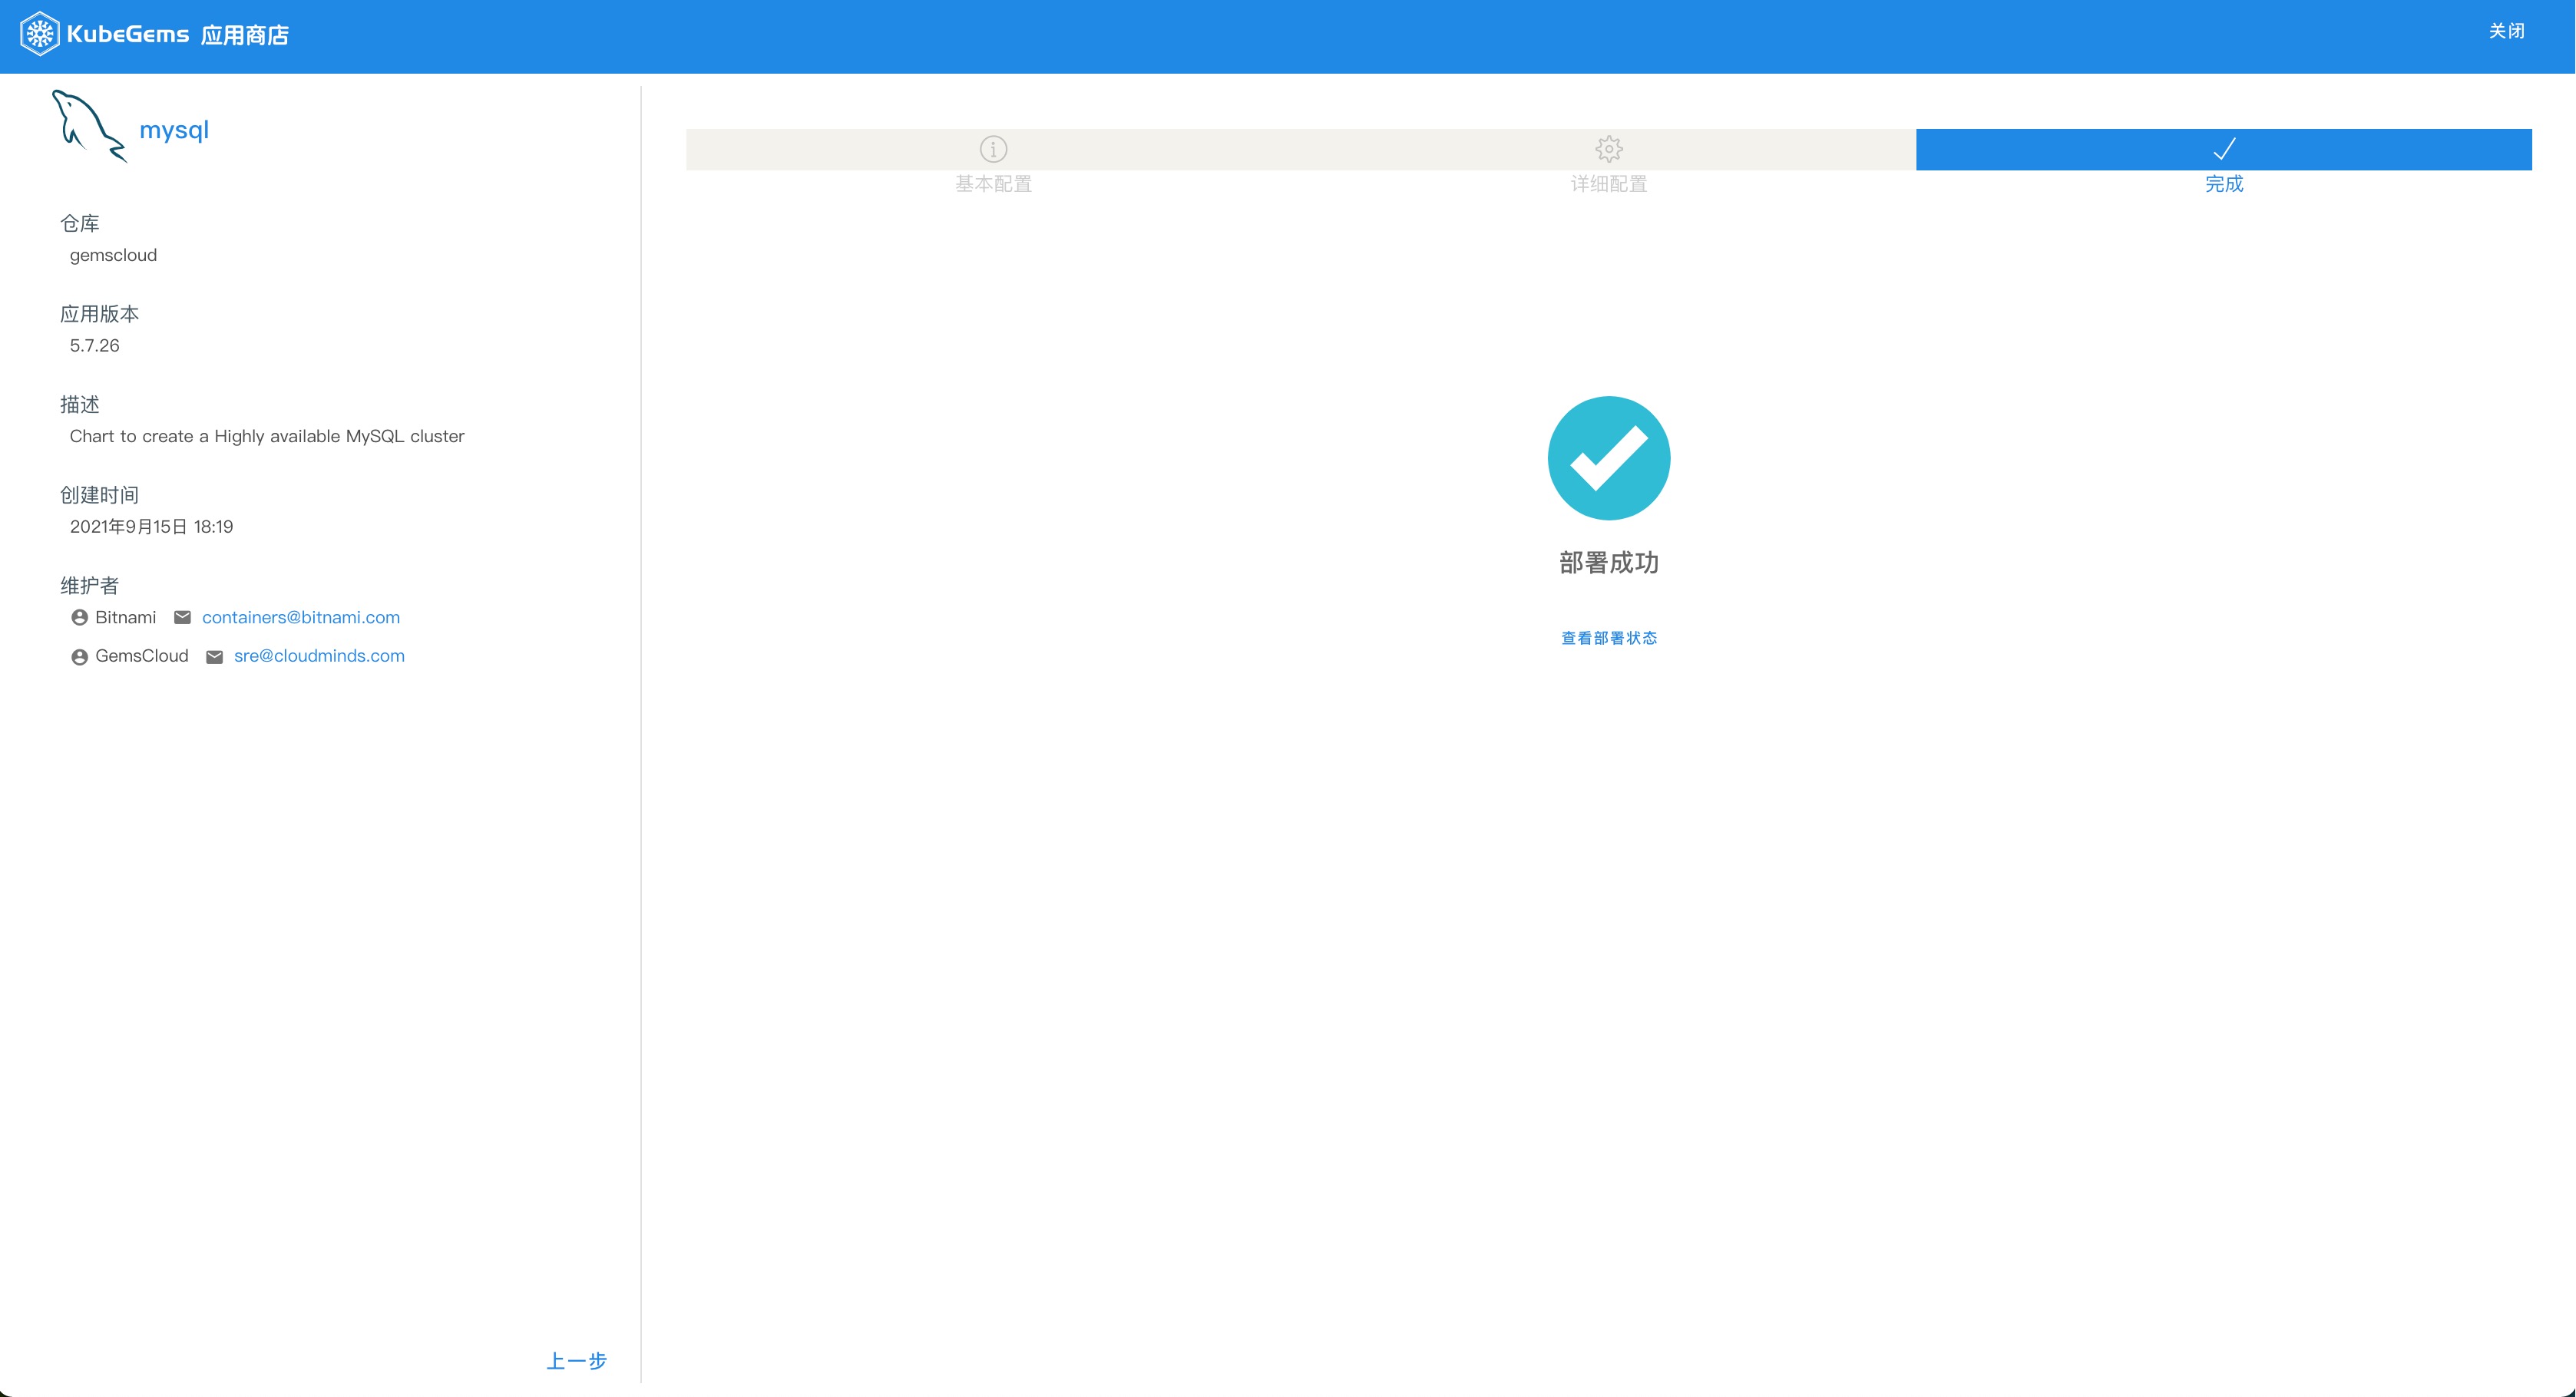 KubeGems 应用商店
关闭
mysql
仓库
gemscloud
应用版本
5.7.26
描述
Chart to create a Highly available MySQL cluster
创建时间
2021年9月15日 18:19
维护者
Bitnami containers@bitnami.com
GemsCloud sre@cloudminds.com
上一步
基本配置
详细配置
完成
部署成功
查看部署状态